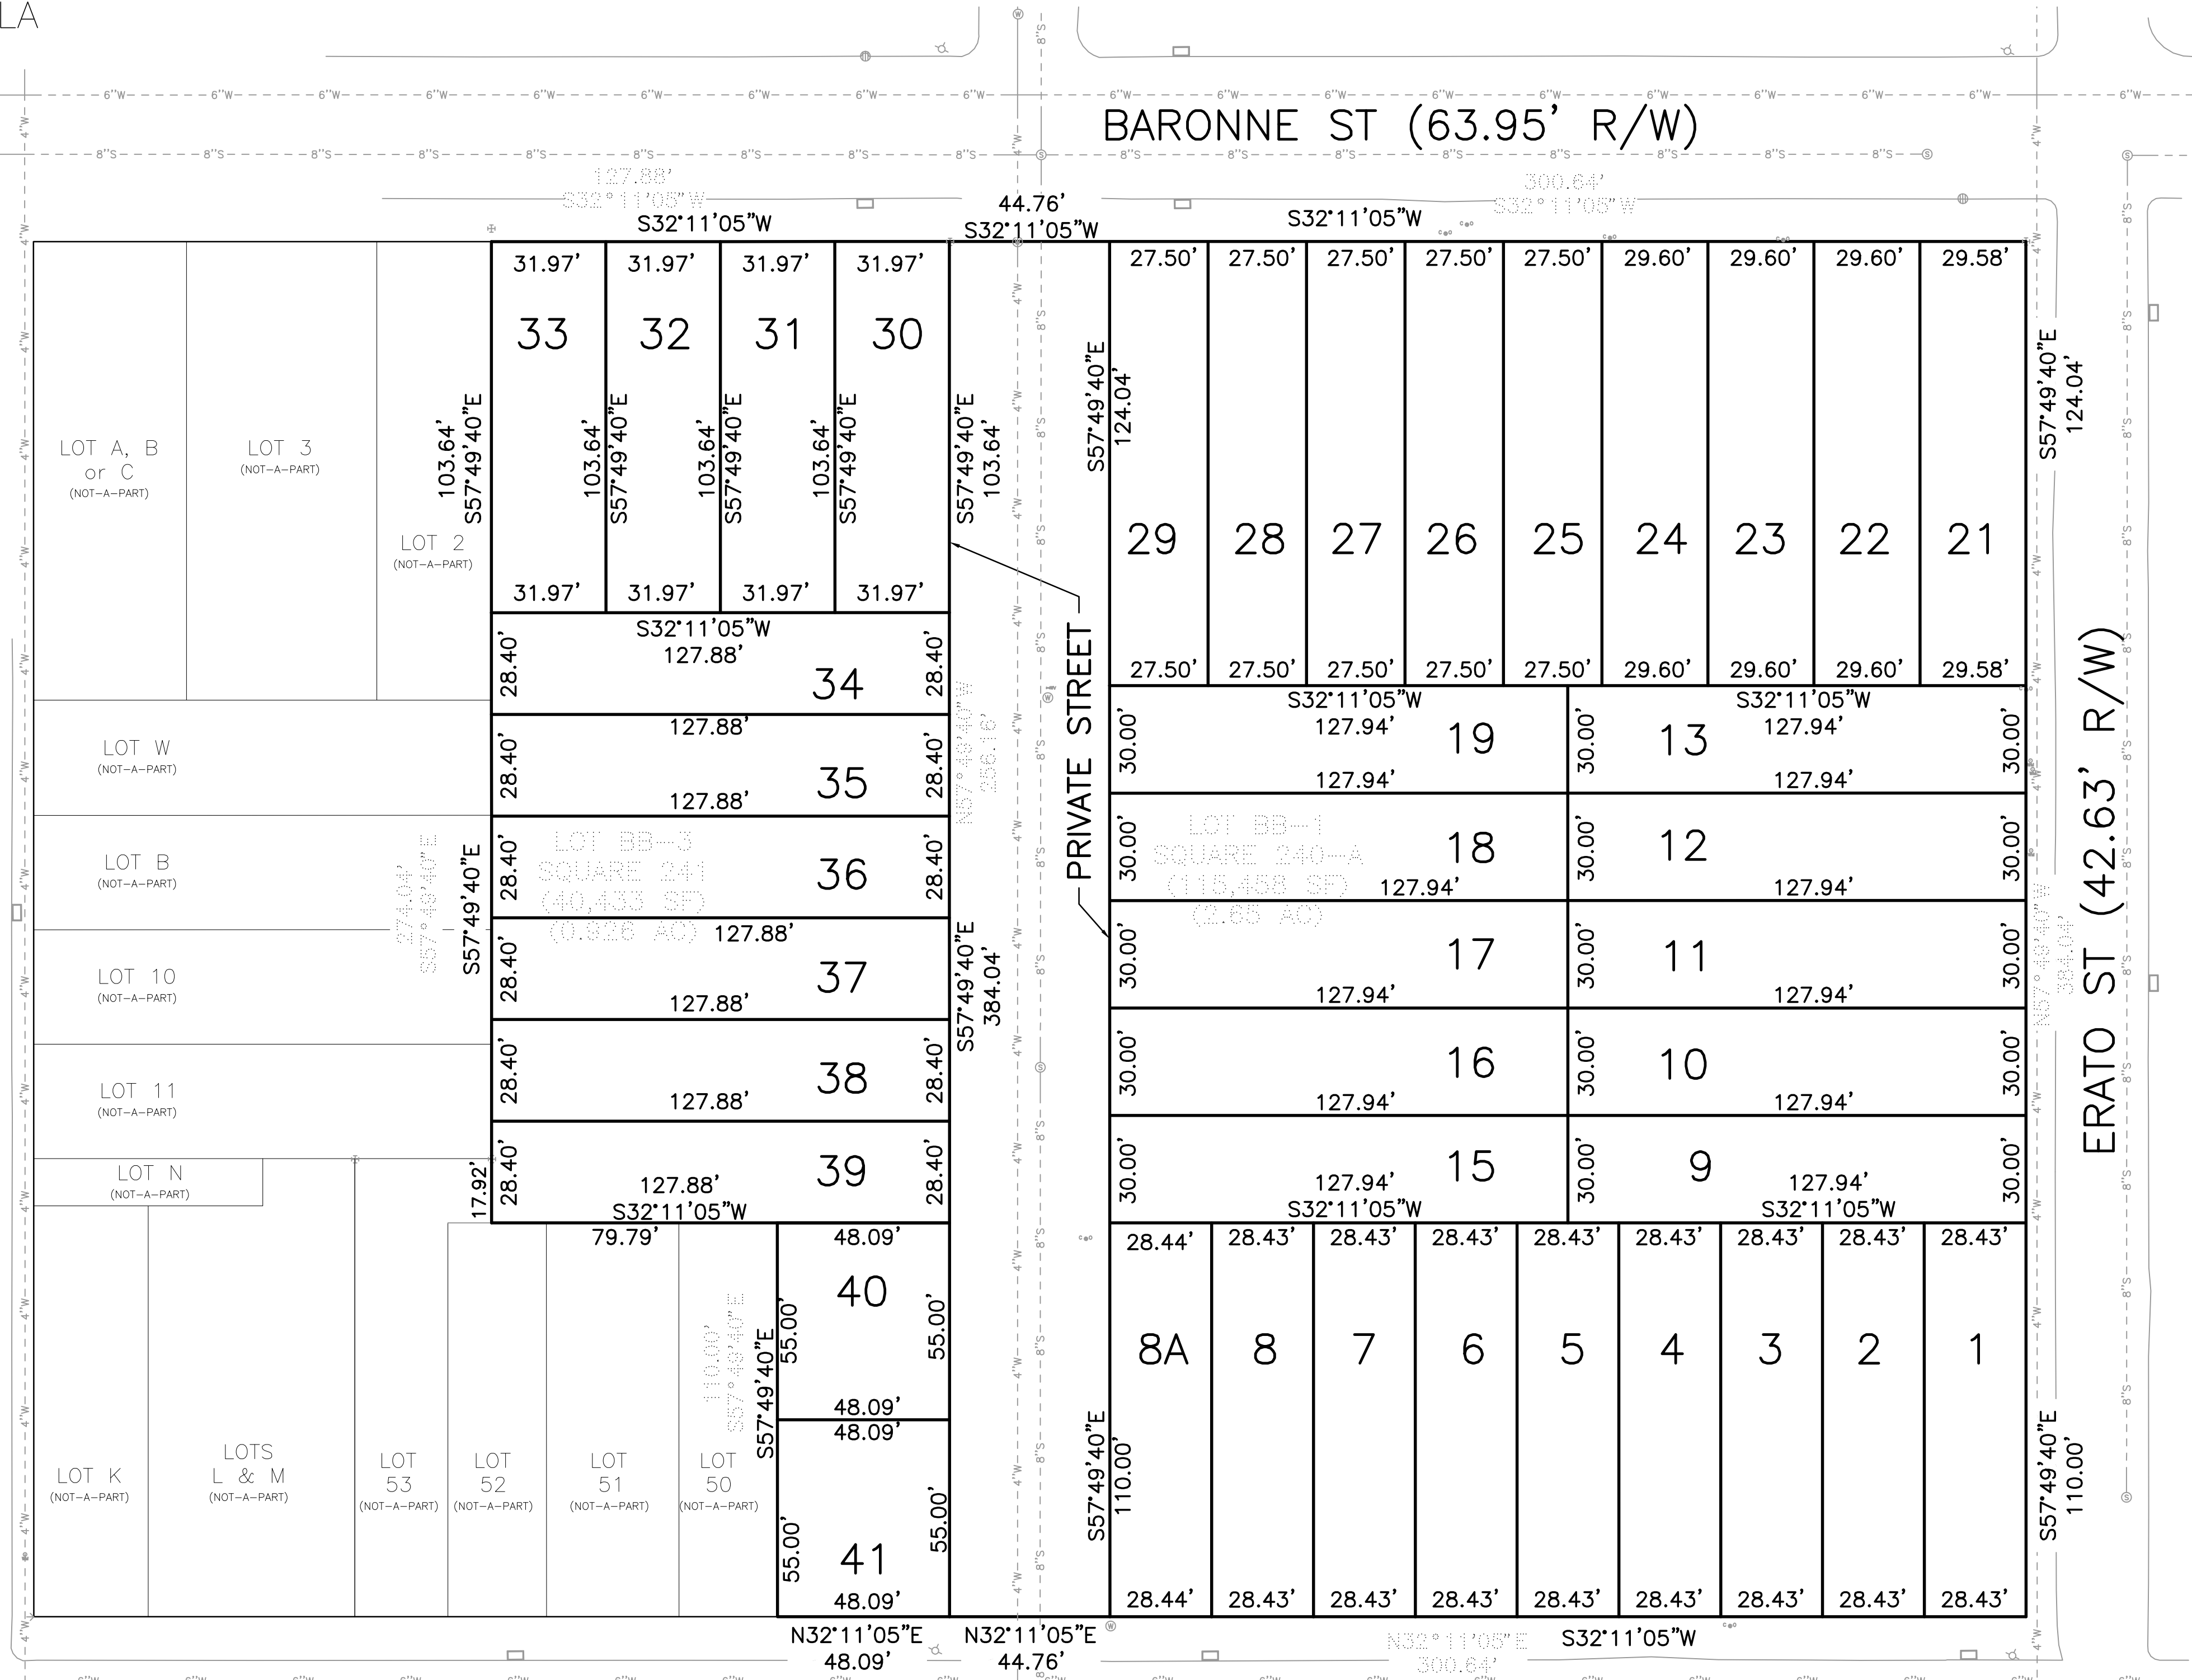 LA
BARONNE ST (63.95' R/W)
127.88'
S32°11'05"W
S32°11'05"W
44.76'
S32°11'05"W
S32°11'05"W
300.64'
S32°11'05"W
31.97' 31.97' 31.97' 31.97'
33 32 31 30
103.64'
S57°49'40"E
103.64'
S57°49'40"E
103.64'
S57°49'40"E
103.64'
S57°49'40"E
S57°49'40"E
103.64'
31.97' 31.97' 31.97' 31.97'
27.50' 27.50' 27.50' 27.50' 27.50' 29.60' 29.60' 29.60' 29.58'
S57°49'40"E
124.04'
29 28 27 26 25 24 23 22 21
27.50' 27.50' 27.50' 27.50' 27.50' 29.60' 29.60' 29.60' 29.58'
S57°49'40"E
124.04'
LOT A, B
or C
(NOT-A-PART)
LOT 3
(NOT-A-PART)
LOT 2
(NOT-A-PART)
LOT W
(NOT-A-PART)
LOT B
(NOT-A-PART)
LOT 10
(NOT-A-PART)
LOT 11
(NOT-A-PART)
LOT N
(NOT-A-PART)
LOT K
(NOT-A-PART)
LOTS
L & M
(NOT-A-PART)
LOT
53
(NOT-A-PART)
LOT
52
(NOT-A-PART)
LOT
51
(NOT-A-PART)
LOT
50
(NOT-A-PART)
274.04'
S57°49'40"E
S57°49'40"E
17.92'
S32°11'05"W
127.88'
28.40' 34 28.40'
127.88'
28.40' 35 28.40'
127.88'
28.40' 36 28.40'
LOT BB-3
SQUARE 241
(40,433 SF)
(0.926 AC)
127.88'
28.40' 37 28.40'
127.88'
28.40' 38 28.40'
127.88'
28.40' 39 28.40'
127.88'
S32°11'05"W
79.79'
48.09'
40
55.00' 55.00'
48.09'
48.09'
55.00' 55.00'
41
48.09'
110.00'
S57°49'40"E
S57°49'40"E
N57°49'40"W
256.16'
S57°49'40"E
384.04'
PRIVATE STREET
S32°11'05"W S32°11'05"W
127.94' 127.94'
30.00' 19 30.00' 13 30.00'
127.94' 127.94'
LOT BB-1
SQUARE 240-A
(115,458 SF)
(2.65 AC)
30.00' 18 30.00' 12
127.94' 127.94'
30.00' 17 30.00' 11
127.94' 127.94'
30.00' 16 30.00' 10
127.94' 127.94'
30.00' 15 30.00' 9 30.00'
127.94' 127.94'
S32°11'05"W S32°11'05"W
28.44' 28.43' 28.43' 28.43' 28.43' 28.43' 28.43' 28.43' 28.43'
8A 8 7 6 5 4 3 2 1
S57°49'40"E
110.00'
28.44' 28.43' 28.43' 28.43' 28.43' 28.43' 28.43' 28.43' 28.43'
S57°49'40"E
110.00'
N57°49'40"W
384.04'
ERATO ST (42.63' R/W)
N32°11'05"E
48.09'
N32°11'05"E
44.76'
N32°11'05"E
300.64'
S32°11'05"W
6"W
8"S
4"W